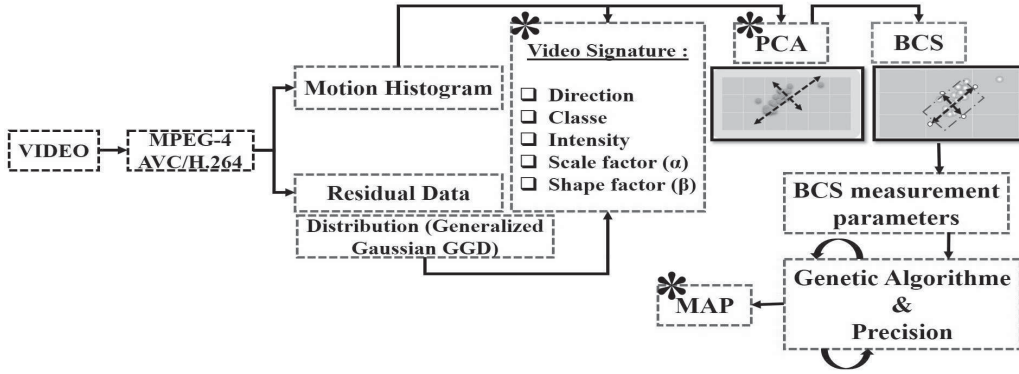 VIDEO
MPEG-4
AVC/H.264
Motion Histogram
Residual Data
Distribution (Generalized
Gaussian GGD)
*
Video Signature :
❑ Direction
❑ Classe
❑ Intensity
❑ Scale factor (α)
❑ Shape factor (β)
*
PCA
BCS
BCS measurement
parameters
Genetic Algorithme
&
Precision
*
MAP